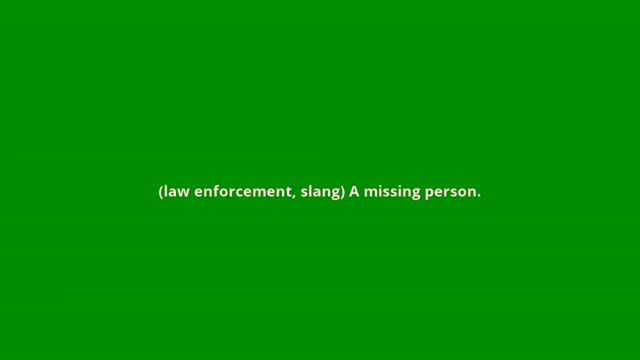 (law enforcement, slang) A missing person.